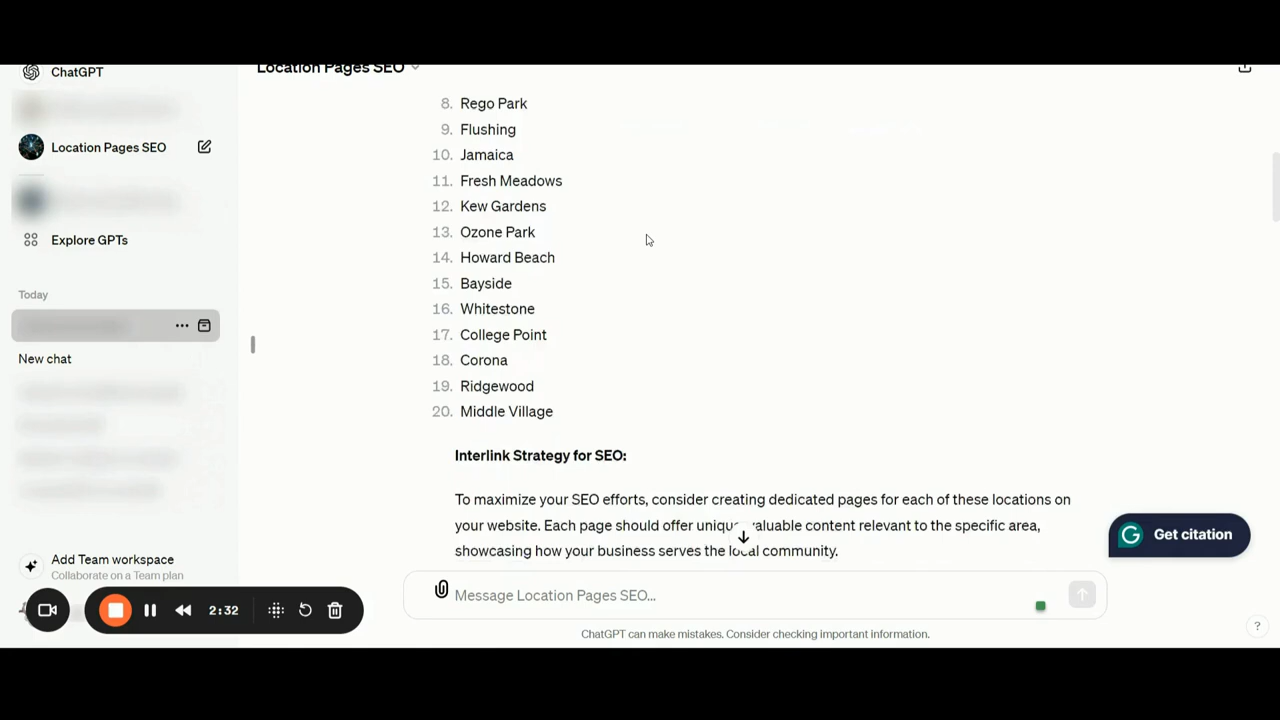 ChatGPT
Location Pages SEO
Explore GPTs
Today
New chat
Add Team workspace
Collaborate on a Team plan
2:32
Location Pages SEO
8. Rego Park
9. Flushing
10. Jamaica
11. Fresh Meadows
12. Kew Gardens
13. Ozone Park
14. Howard Beach
15. Bayside
16. Whitestone
17. College Point
18. Corona
19. Ridgewood
20. Middle Village
Interlink Strategy for SEO:
To maximize your SEO efforts, consider creating dedicated pages for each of these locations on
your website. Each page should offer unique, valuable content relevant to the specific area,
showcasing how your business serves the local community.
Get citation
Message Location Pages SEO...
ChatGPT can make mistakes. Consider checking important information.
?